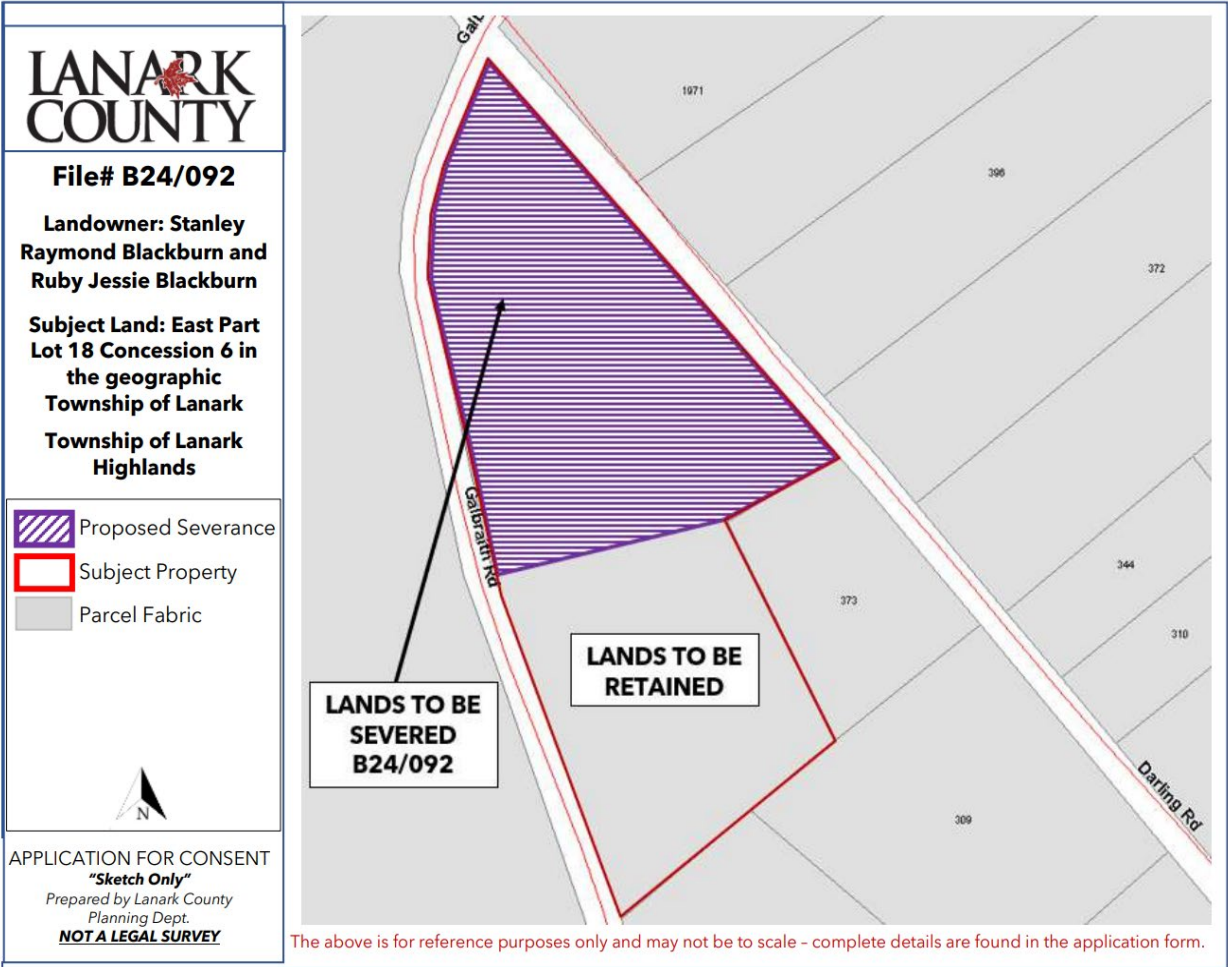 LANARK
COUNTY
File# B24/092
Landowner: Stanley
Raymond Blackburn and
Ruby Jessie Blackburn
Subject Land: East Part
Lot 18 Concession 6 in
the geographic
Township of Lanark
Township of Lanark
Highlands
Proposed Severance
Subject Property
Parcel Fabric
N
APPLICATION FOR CONSENT
"Sketch Only"
Prepared by Lanark County
Planning Dept.
NOT A LEGAL SURVEY
1971
396
372
344
310
373
309
Galbraith Rd
Darling Rd
LANDS TO BE
RETAINED
LANDS TO BE
SEVERED
B24/092
The above is for reference purposes only and may not be to scale – complete details are found in the application form.